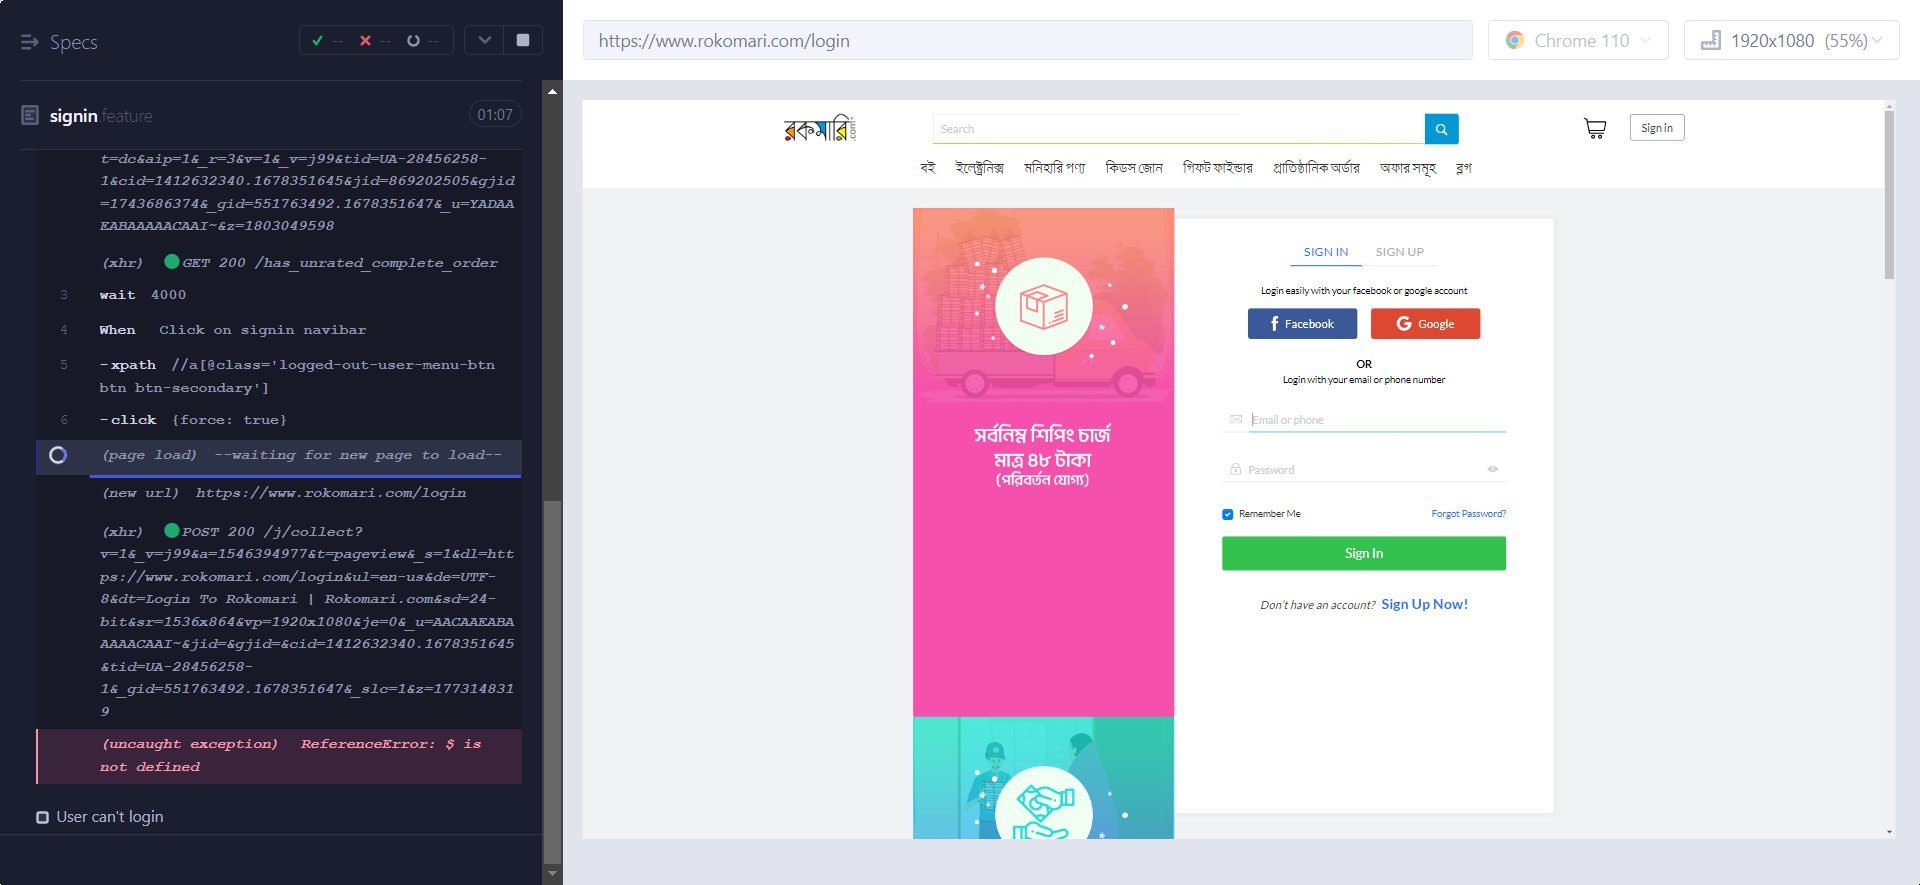 Specs
-- -- --
signin.feature 01:07
t=dc&aip=1&_r=3&v=1&_v=j99&tid=UA-28456258-
1&cid=1412632340.1678351645&jid=869202505&gjid
=1743686374&_gid=551763492.1678351647&_u=YADAA
EABAAAAACAAI~&z=1803049598
(xhr) GET 200 /has_unrated_complete_order
3 wait 4000
4 When Click on signin navibar
5 -xpath //a[@class='logged-out-user-menu-btn
btn btn-secondary']
6 -click {force: true}
(page load) --waiting for new page to load--
(new url) https://www.rokomari.com/login
(xhr) POST 200 /j/collect?
v=1&_v=j99&a=1546394977&t=pageview&_s=1&dl=htt
ps://www.rokomari.com/login&ul=en-us&de=UTF-
8&dt=Login To Rokomari | Rokomari.com&sd=24-
bit&sr=1536x864&vp=1920x1080&je=0&_u=AACAAEABA
AAAACAAI~&jid=&gjid=&cid=1412632340.1678351645
&tid=UA-28456258-
1&_gid=551763492.1678351647&_slc=1&z=177314831
9
(uncaught exception) ReferenceError: $ is
not defined
User can't login
https://www.rokomari.com/login
Chrome 110
1920x1080 (55%)
রকমারি.com
Search
Sign in
বই ইলেক্ট্রনিক্স মনিহারি পণ্য কিডস জোন গিফট ফাইন্ডার প্রাতিষ্ঠানিক অর্ডার অফার সমূহ ব্লগ
সর্বনিম্ন শিপিং চার্জ
মাত্র ৪৮ টাকা
(পরিবর্তন যোগ্য)
SIGN IN SIGN UP
Login easily with your facebook or google account
Facebook Google
OR
Login with your email or phone number
Email or phone
Password
Remember Me Forgot Password?
Sign In
Don't have an account? Sign Up Now!